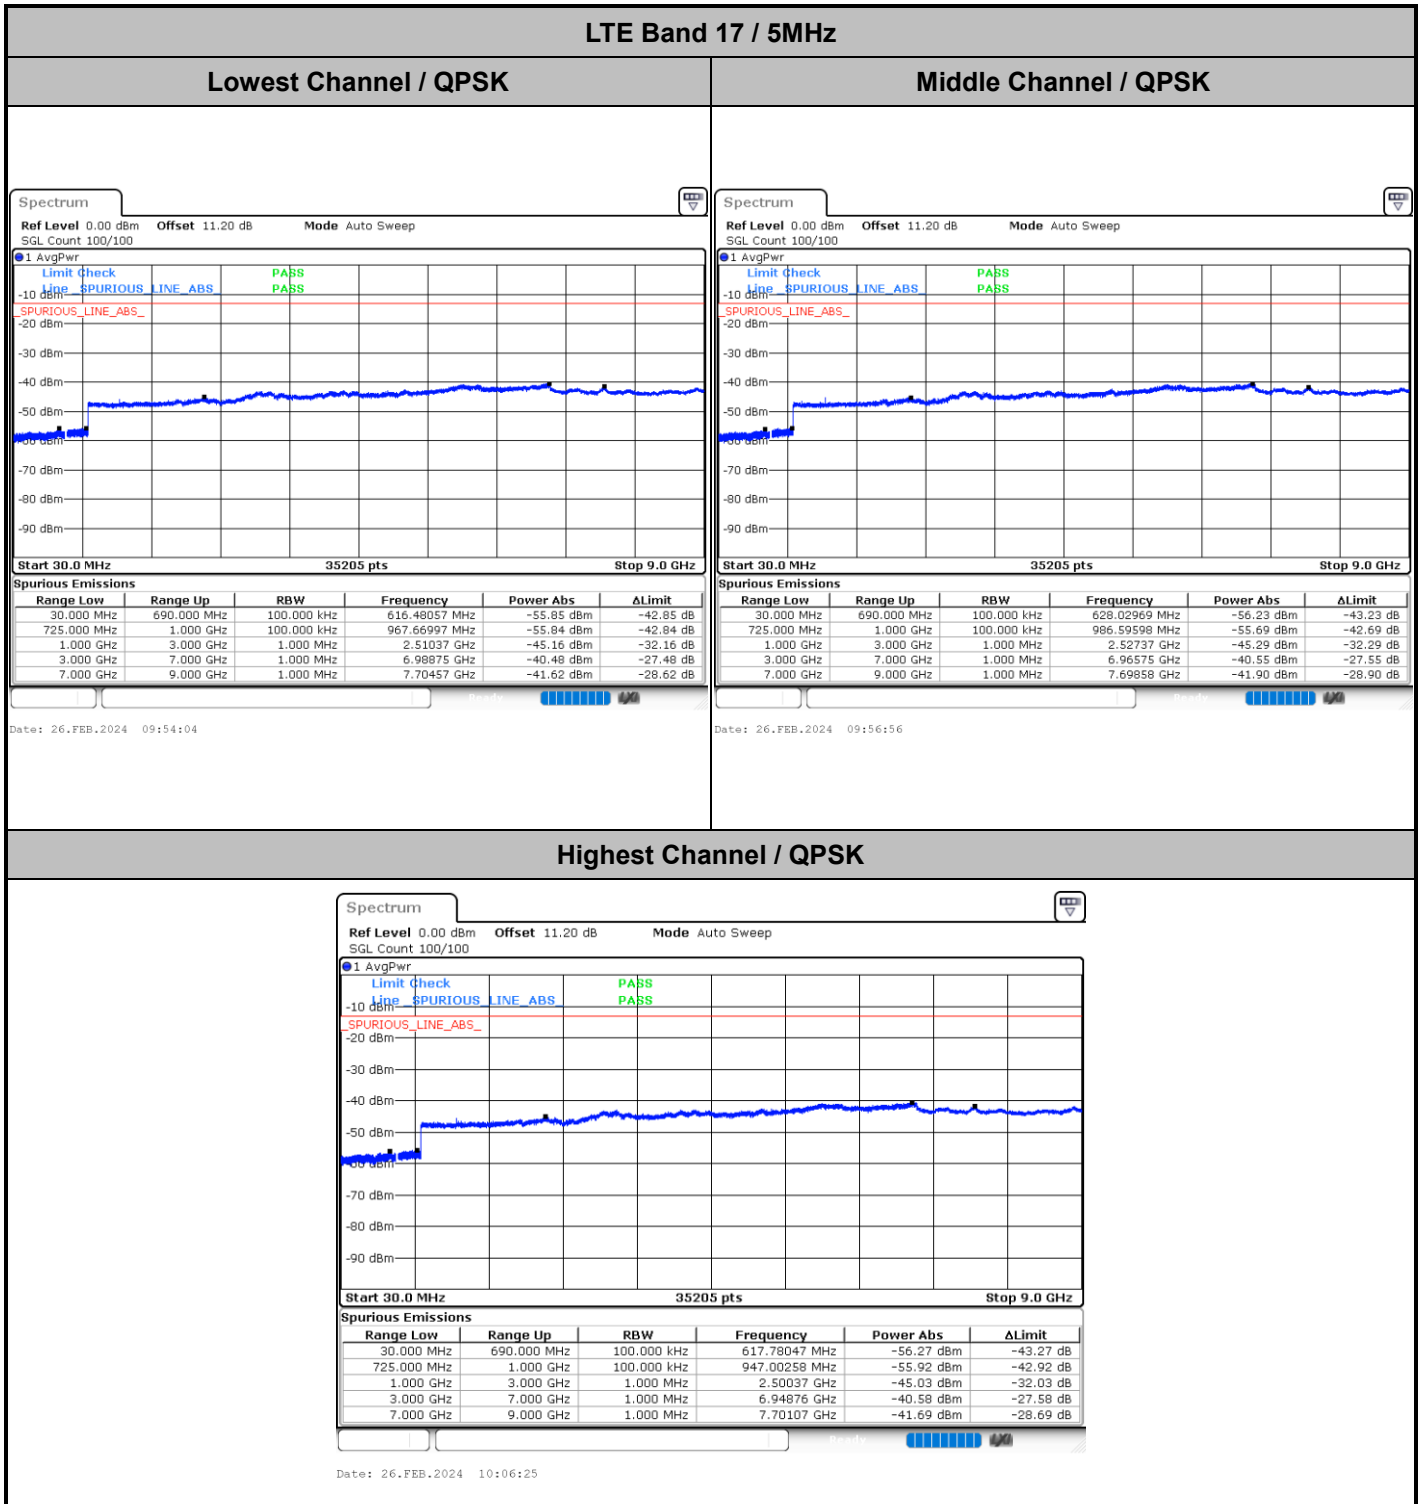 LTE Band 17 / 5MHz
Lowest Channel / QPSK
Middle Channel / QPSK
Spectrum
Ref Level 0.00 dBm Offset 11.20 dB Mode Auto Sweep
SGL Count 100/100
1 AvgPwr
Limit Check PASS
Line _SPURIOUS_LINE_ABS_ PASS
-10 dBm
_SPURIOUS_LINE_ABS_
-20 dBm
-30 dBm
-40 dBm
-50 dBm
-60 dBm
-70 dBm
-80 dBm
-90 dBm
Start 30.0 MHz 35205 pts Stop 9.0 GHz
Spurious Emissions
Range Low Range Up RBW Frequency Power Abs ΔLimit
30.000 MHz 690.000 MHz 100.000 kHz 616.48057 MHz -55.85 dBm -42.85 dB
725.000 MHz 1.000 GHz 100.000 kHz 967.66997 MHz -55.84 dBm -42.84 dB
1.000 GHz 3.000 GHz 1.000 MHz 2.51037 GHz -45.16 dBm -32.16 dB
3.000 GHz 7.000 GHz 1.000 MHz 6.98875 GHz -40.48 dBm -27.48 dB
7.000 GHz 9.000 GHz 1.000 MHz 7.70457 GHz -41.62 dBm -28.62 dB
Ready
Date: 26.FEB.2024 09:54:04
Spectrum
Ref Level 0.00 dBm Offset 11.20 dB Mode Auto Sweep
SGL Count 100/100
1 AvgPwr
Limit Check PASS
Line _SPURIOUS_LINE_ABS_ PASS
-10 dBm
_SPURIOUS_LINE_ABS_
-20 dBm
-30 dBm
-40 dBm
-50 dBm
-60 dBm
-70 dBm
-80 dBm
-90 dBm
Start 30.0 MHz 35205 pts Stop 9.0 GHz
Spurious Emissions
Range Low Range Up RBW Frequency Power Abs ΔLimit
30.000 MHz 690.000 MHz 100.000 kHz 628.02969 MHz -56.23 dBm -43.23 dB
725.000 MHz 1.000 GHz 100.000 kHz 986.59598 MHz -55.69 dBm -42.69 dB
1.000 GHz 3.000 GHz 1.000 MHz 2.52737 GHz -45.29 dBm -32.29 dB
3.000 GHz 7.000 GHz 1.000 MHz 6.96575 GHz -40.55 dBm -27.55 dB
7.000 GHz 9.000 GHz 1.000 MHz 7.69858 GHz -41.90 dBm -28.90 dB
Ready
Date: 26.FEB.2024 09:56:56
Highest Channel / QPSK
Spectrum
Ref Level 0.00 dBm Offset 11.20 dB Mode Auto Sweep
SGL Count 100/100
1 AvgPwr
Limit Check PASS
Line _SPURIOUS_LINE_ABS_ PASS
-10 dBm
_SPURIOUS_LINE_ABS_
-20 dBm
-30 dBm
-40 dBm
-50 dBm
-60 dBm
-70 dBm
-80 dBm
-90 dBm
Start 30.0 MHz 35205 pts Stop 9.0 GHz
Spurious Emissions
Range Low Range Up RBW Frequency Power Abs ΔLimit
30.000 MHz 690.000 MHz 100.000 kHz 617.78047 MHz -56.27 dBm -43.27 dB
725.000 MHz 1.000 GHz 100.000 kHz 947.00258 MHz -55.92 dBm -42.92 dB
1.000 GHz 3.000 GHz 1.000 MHz 2.50037 GHz -45.03 dBm -32.03 dB
3.000 GHz 7.000 GHz 1.000 MHz 6.94876 GHz -40.58 dBm -27.58 dB
7.000 GHz 9.000 GHz 1.000 MHz 7.70107 GHz -41.69 dBm -28.69 dB
Ready
Date: 26.FEB.2024 10:06:25